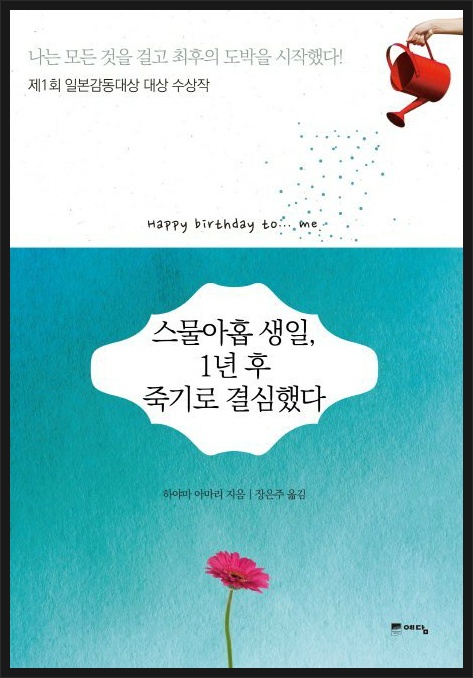 나는 모든 것을 걸고 최후의 도박을 시작했다!
제1회 일본감동대상 대상 수상작
Happy birthday to... me.
스물아홉 생일,
1년 후
죽기로 결심했다
하야마 아마리 지음 | 장은주 옮김
예담